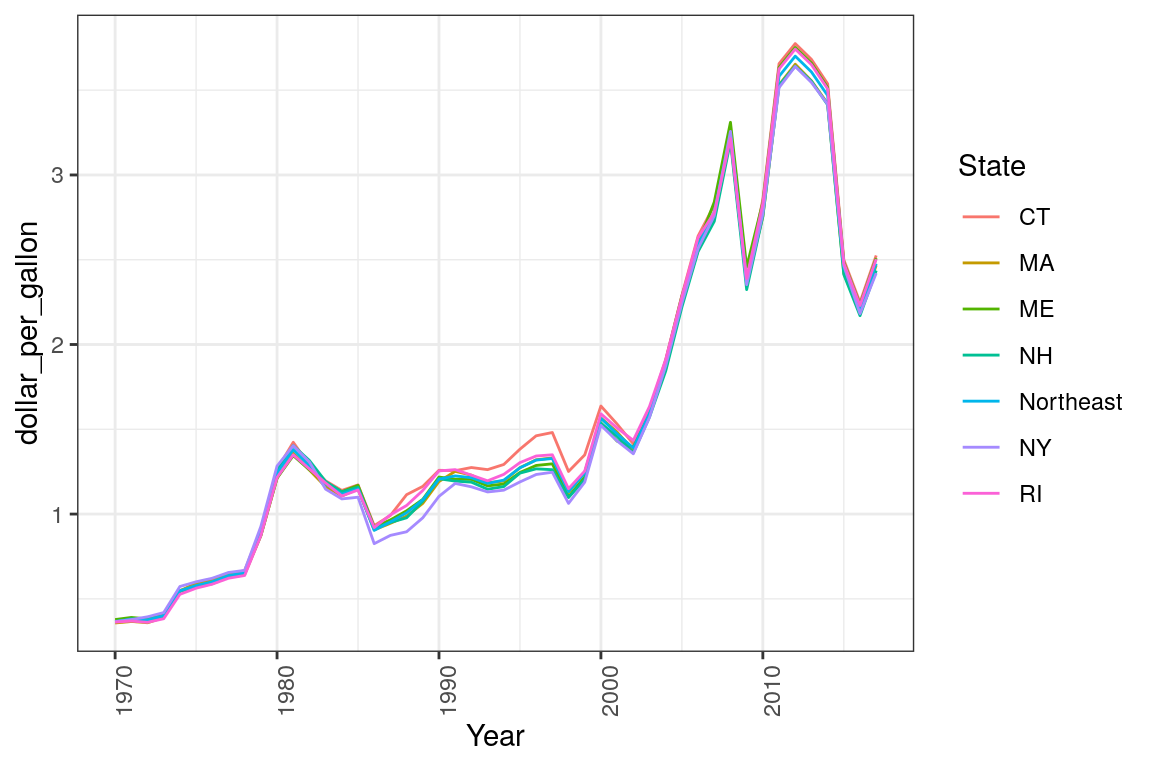 dollar_per_gallon
3
2
1
1970
1980
1990
2000
2010
Year
State
CT
MA
ME
NH
Northeast
NY
RI